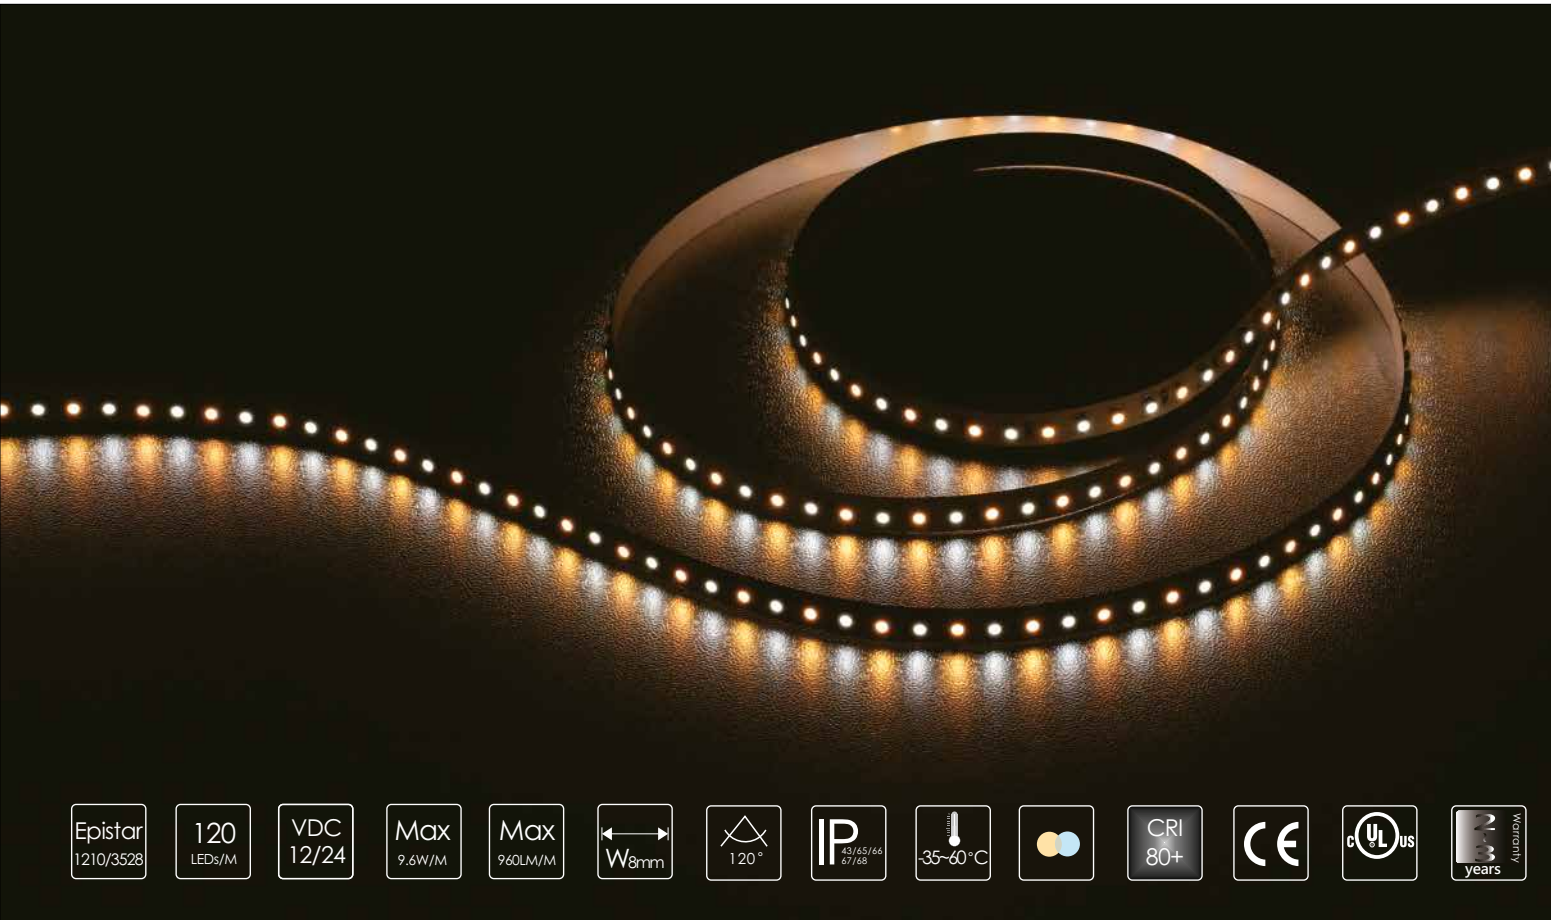 Epistar
1210/3528
120
LEDs/M
VDC
12/24
Max
9.6W/M
Max
960LM/M
W8mm
120°
IP
43/65/66
67/68
-35~60°C
CRI
80+
CE
c UL us
2-3
years
Warranty